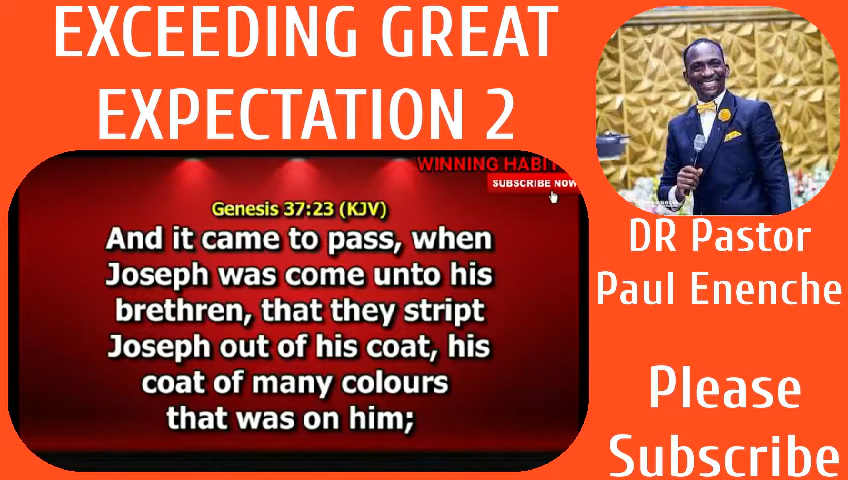 EXCEEDING GREAT
EXPECTATION 2
WINNING HABIT
SUBSCRIBE NOW
Genesis 37:23 (KJV)
And it came to pass, when
Joseph was come unto his
brethren, that they stript
Joseph out of his coat, his
coat of many colours
that was on him;
DR Pastor
Paul Enenche
Please
Subscribe